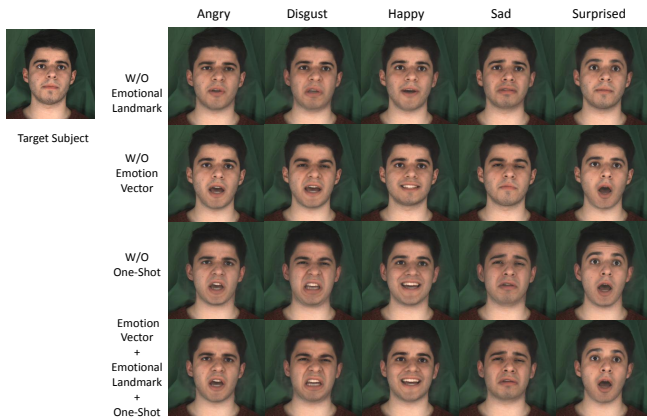 Angry Disgust Happy Sad Surprised
W/O
Emotional
Landmark
Target Subject
W/O
Emotion
Vector
W/O
One-Shot
Emotion
Vector
+
Emotional
Landmark
+
One-Shot